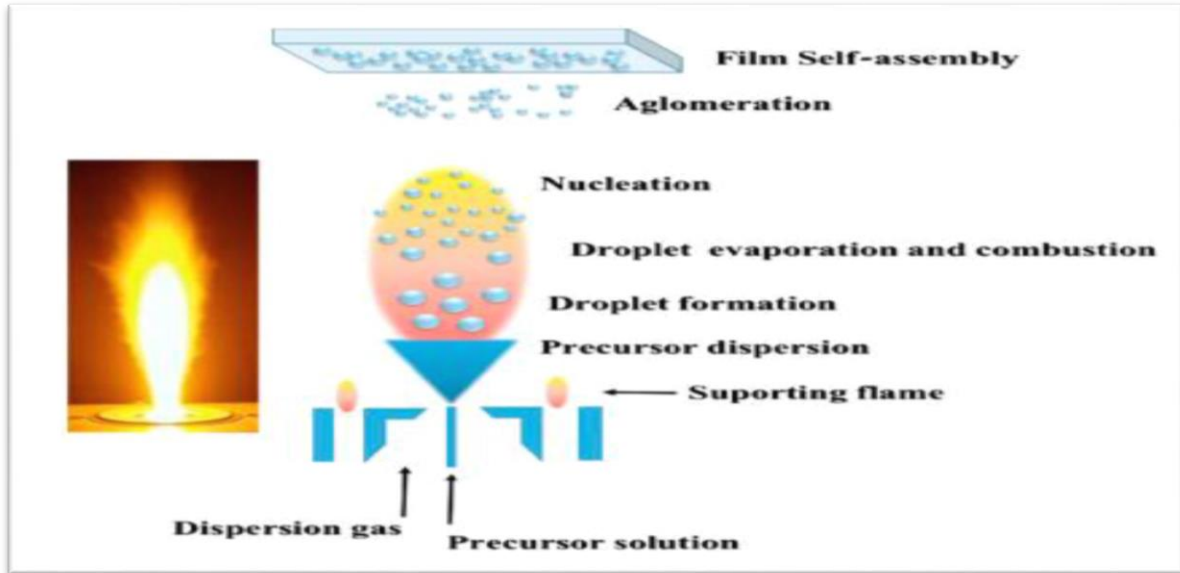 Film Self-assembly
Aglomeration
Nucleation
Droplet evaporation and combustion
Droplet formation
Precursor dispersion
Suporting flame
Dispersion gas
Precursor solution